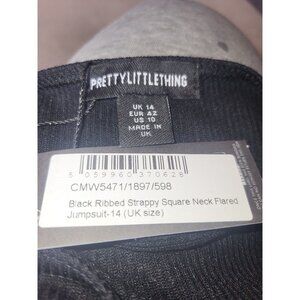 PRETTYLITTLETHING
UK 14
EUR 42
US 10
MADE IN
UK
5 059960 370628
CMW5471/1897/598
Black Ribbed Strappy Square Neck Flared
Jumpsuit-14 (UK size)